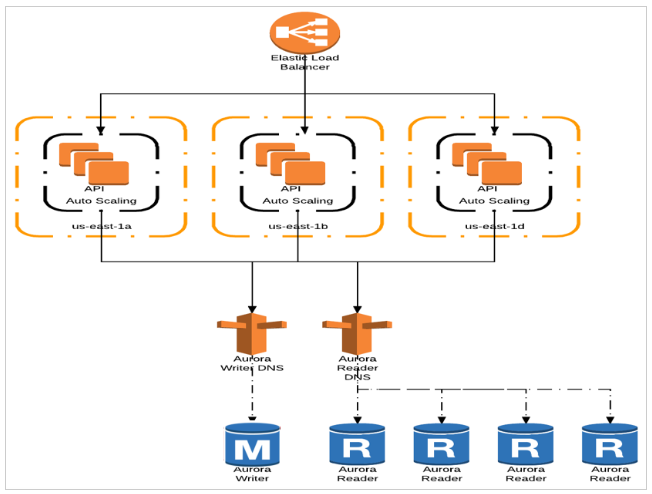 Elastic Load
Balancer
API
Auto Scaling
us-east-1a
API
Auto Scaling
us-east-1b
API
Auto Scaling
us-east-1d
Aurora
Writer DNS
Aurora
Reader
DNS
M
Aurora
Writer
R
Aurora
Reader
R
Aurora
Reader
R
Aurora
Reader
R
Aurora
Reader